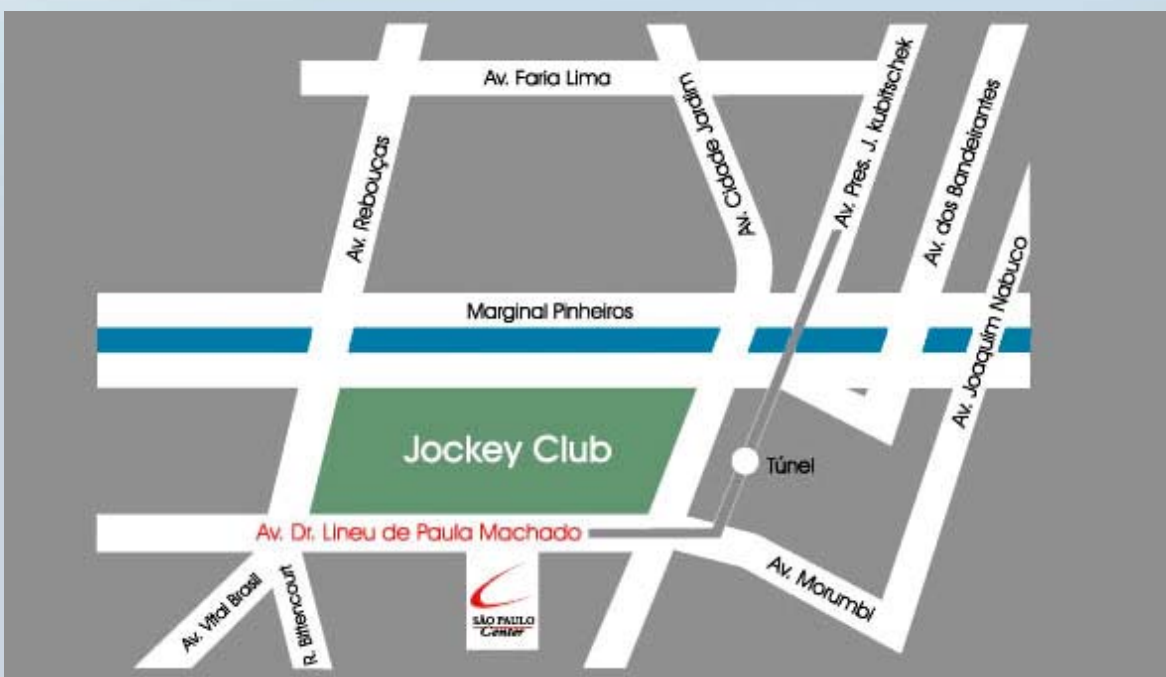 Av. Faria Lima
Av. Cidade Jardim
Av. Pres. J. kubitschek
Av. dos Bandeirantes
Av. Rebouças
Av. Joaquim Nabuco
Marginal Pinheiros
Jockey Club
Túnel
Av. Dr. Lineu de Paula Machado
Av. Morumbi
Av. Vital Brasil
R. Bittencourt
SÃO PAULO
Center